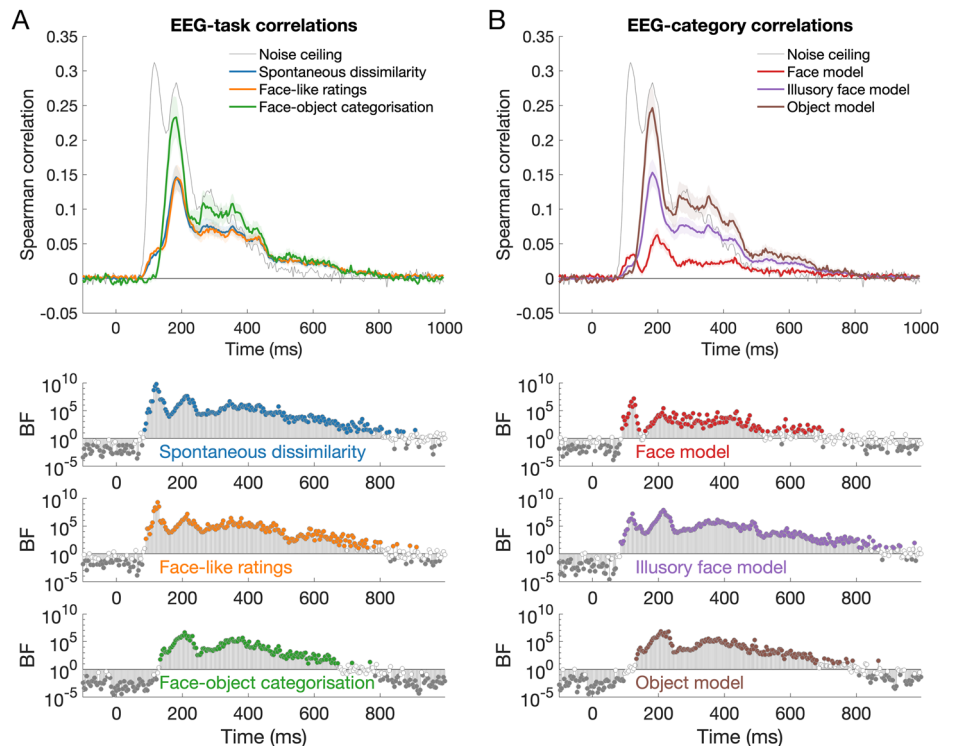 A
EEG-task correlations
0.35
0.3
0.25
0.2
0.15
0.1
0.05
0
-0.05
Spearman correlation
Noise ceiling
Spontaneous dissimilarity
Face-like ratings
Face-object categorisation
0 200 400 600 800 1000
Time (ms)
10^10
10^5
10^0
10^-5
BF
Spontaneous dissimilarity
0 200 400 600 800
10^10
10^5
10^0
10^-5
BF
Face-like ratings
0 200 400 600 800
10^10
10^5
10^0
10^-5
BF
Face-object categorisation
0 200 400 600 800
Time (ms)
B
EEG-category correlations
0.35
0.3
0.25
0.2
0.15
0.1
0.05
0
-0.05
Spearman correlation
Noise ceiling
Face model
Illusory face model
Object model
0 200 400 600 800 1000
Time (ms)
10^10
10^5
10^0
10^-5
BF
Face model
0 200 400 600 800
10^10
10^5
10^0
10^-5
BF
Illusory face model
0 200 400 600 800
10^10
10^5
10^0
10^-5
BF
Object model
0 200 400 600 800
Time (ms)